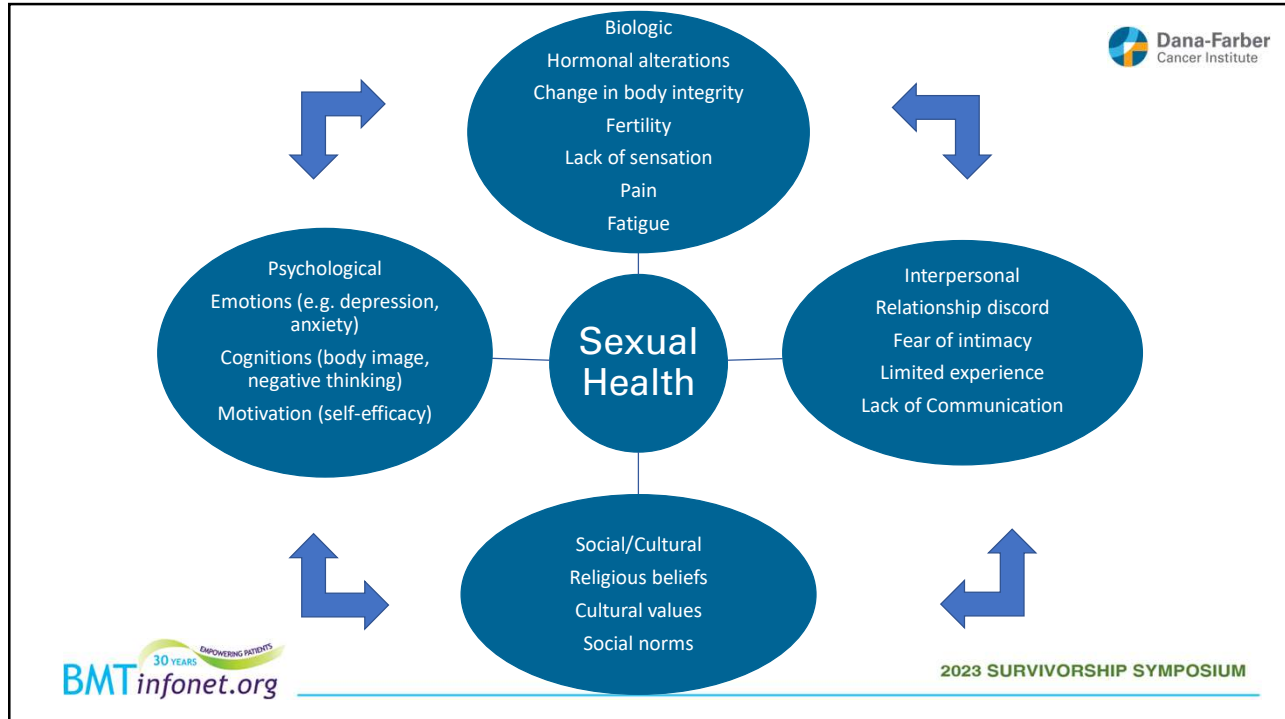 Biologic
Hormonal alterations
Change in body integrity
Fertility
Lack of sensation
Pain
Fatigue
Dana-Farber
Cancer Institute
Psychological
Emotions (e.g. depression,
anxiety)
Cognitions (body image,
negative thinking)
Motivation (self-efficacy)
Sexual
Health
Interpersonal
Relationship discord
Fear of intimacy
Limited experience
Lack of Communication
Social/Cultural
Religious beliefs
Cultural values
Social norms
30 YEARS
EMPOWERING PATIENTS
BMTinfonet.org
2023 SURVIVORSHIP SYMPOSIUM